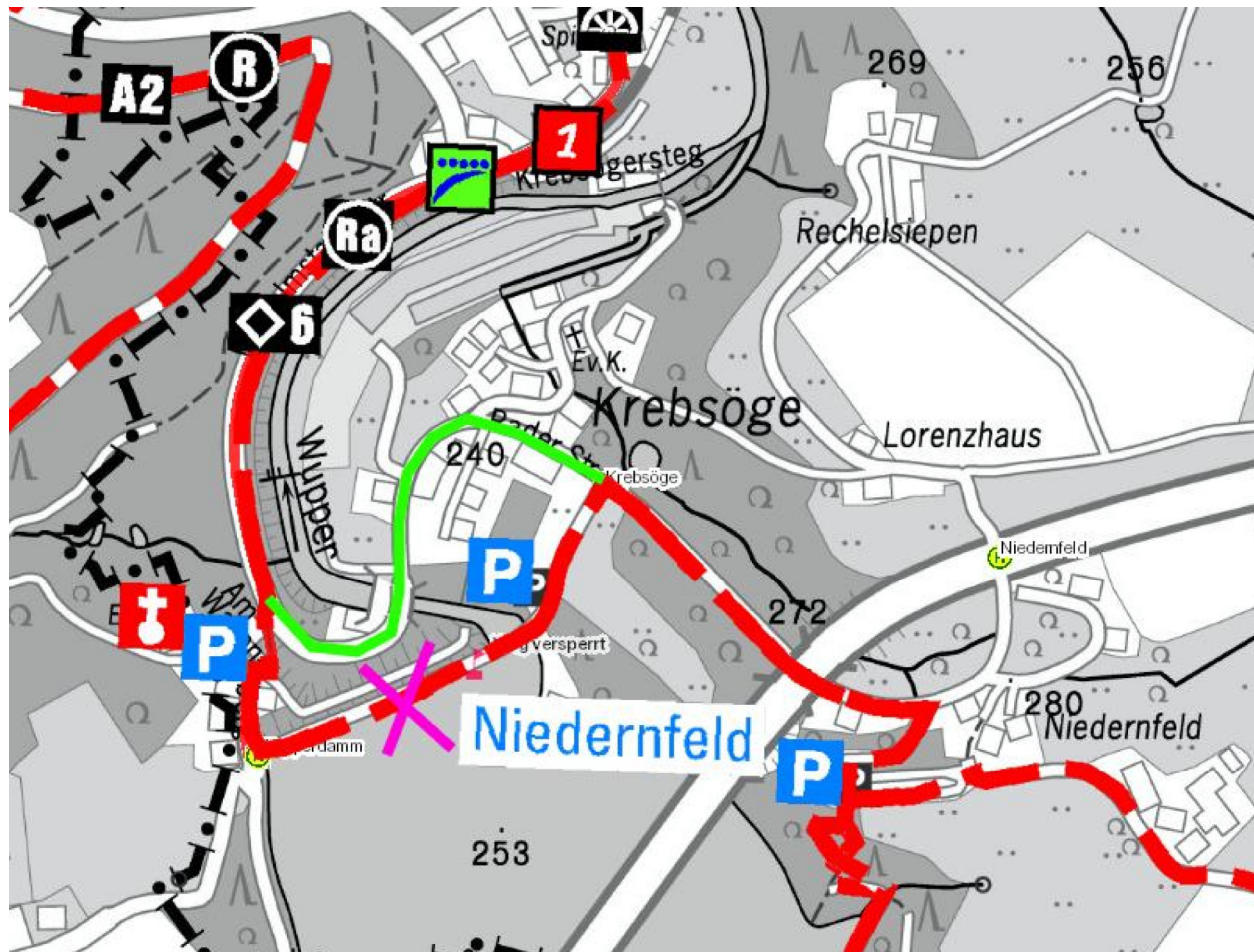 Spi
269
256
R
A2
1
Krebsögersteg
Ra
Rechelsiepen
6
Ev.K.
Krebsöge
Lorenzhaus
Wupper
240
Krebsöge
P
Niedernfeld
272
versperrt
P
280
Niedernfeld
Niedernfeld
P
253